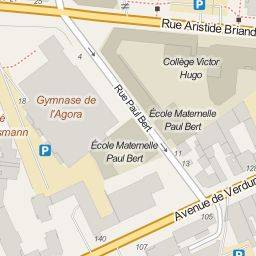 P
Rue Aristide Briand
Collège Victor
Hugo
18
Gymnase de
l'Agora
Rue Paul Bert
École Maternelle
Paul Bert
P
École Maternelle
Paul Bert
11
13
Avenue de Verdun
107
105
140
124
P